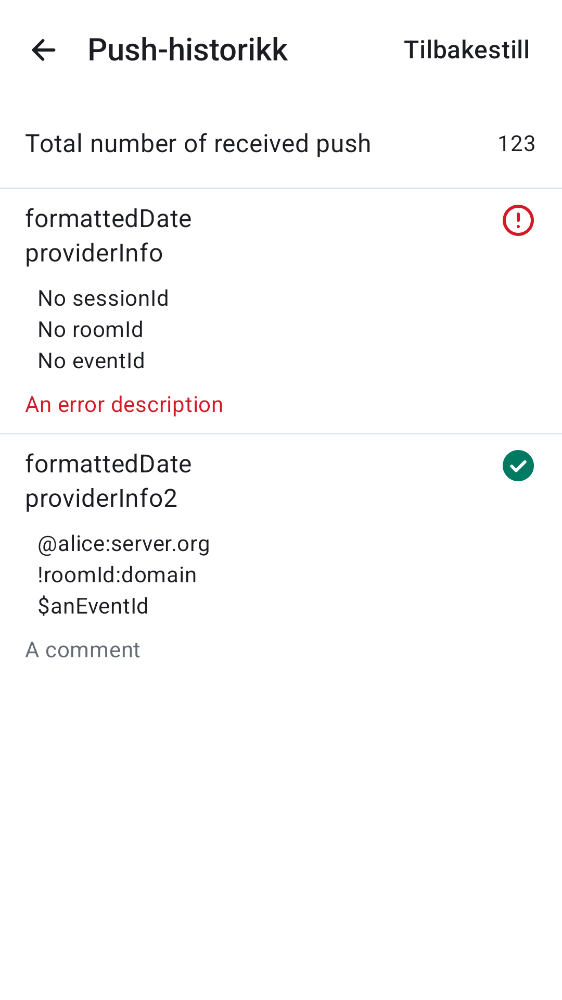 Push-historikk
Tilbakestill
Total number of received push
123
formattedDate
providerInfo
No sessionId
No roomId
No eventId
An error description
formattedDate
providerInfo2
@alice:server.org
!roomId:domain
$anEventId
A comment